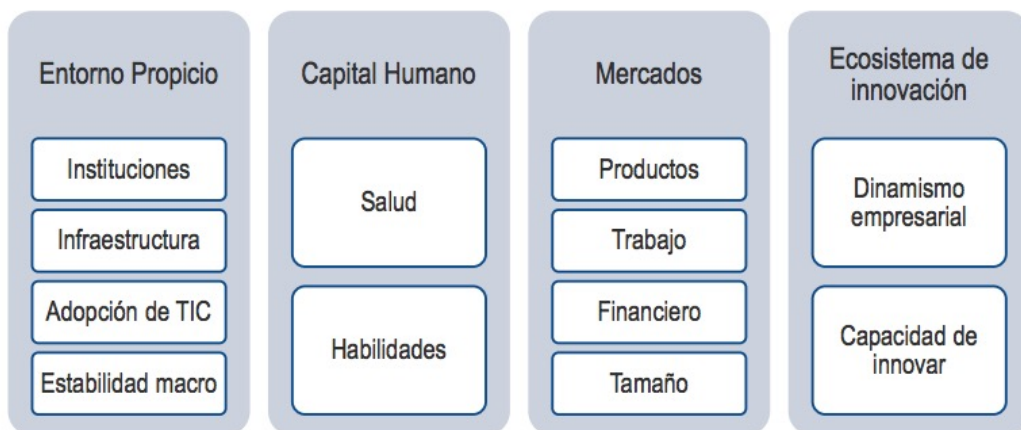 Entorno Propicio
Instituciones
Infraestructura
Adopción de TIC
Estabilidad macro
Capital Humano
Salud
Habilidades
Mercados
Productos
Trabajo
Financiero
Tamaño
Ecosistema de
innovación
Dinamismo
empresarial
Capacidad de
innovar